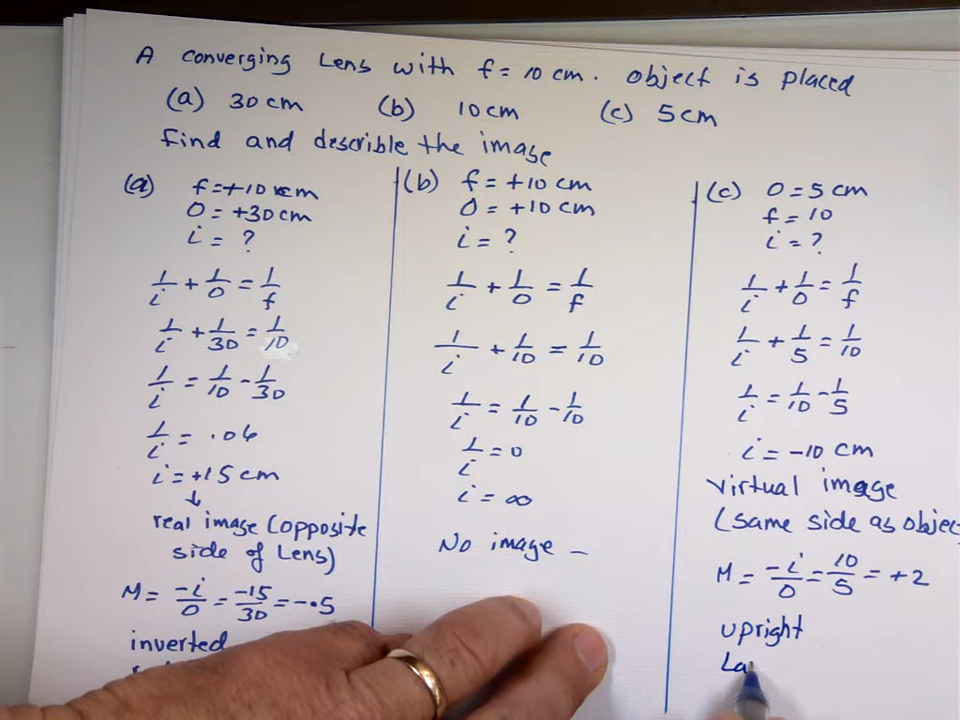 A converging Lens with f = 10 cm. object is placed
(a) 30 cm (b) 10 cm (c) 5 cm
Find and describle the image
(a) f = +10 cm
O = +30 cm
i = ?
1/i + 1/O = 1/f
1/i + 1/30 = 1/10
1/i = 1/10 - 1/30
1/i = .06
i = +15 cm
↓
real image (opposite
side of Lens)
M = -i/O = -15/30 = -.5
inverted
(b) f = +10 cm
O = +10 cm
i = ?
1/i + 1/O = 1/f
1/i + 1/10 = 1/10
1/i = 1/10 - 1/10
1/i = 0
i = ∞
No image -
(c) O = 5 cm
f = 10
i = ?
1/i + 1/O = 1/f
1/i + 1/5 = 1/10
1/i = 1/10 - 1/5
i = -10 cm
virtual image
(same side as object
M = -i/O = 10/5 = +2
upright
La